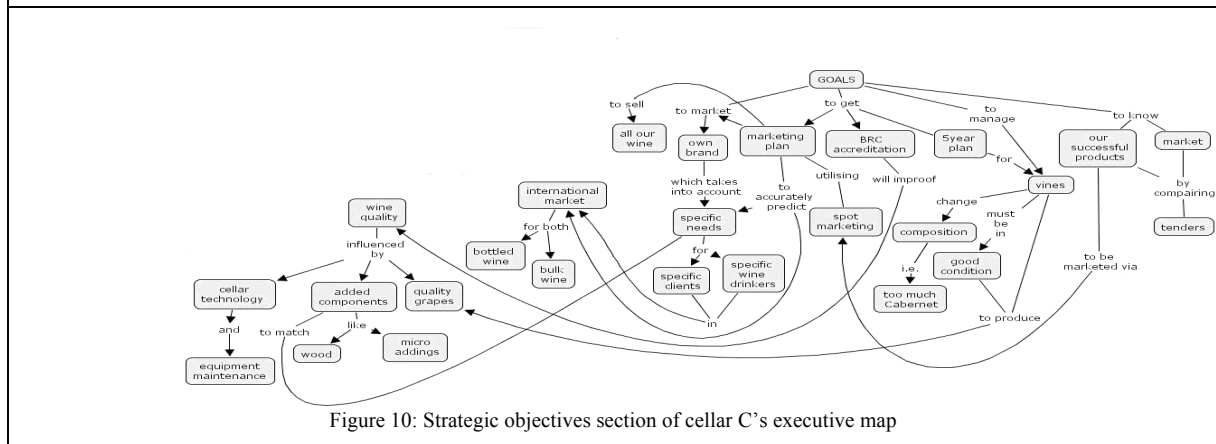 GOALS
to sell
to market
to get
to
manage
to know
all our
wine
own
brand
marketing
plan
BRC
accreditation
5year
plan
for
our
successful
products
market
which takes
into account
to
accurately
predict
utilising
will improof
vines
by
compairing
tenders
wine
quality
international
market
specific
needs
spot
marketing
change
must
be
in
composition
good
condition
to be
marketed via
influenced
by
for both
bottled
wine
bulk
wine
for
specific
clients
specific
wine
drinkers
i.e.
too much
Cabernet
cellar
technology
added
components
quality
grapes
in
to produce
and
to match
like
wood
micro
addings
equipment
maintenance
Figure 10: Strategic objectives section of cellar C's executive map